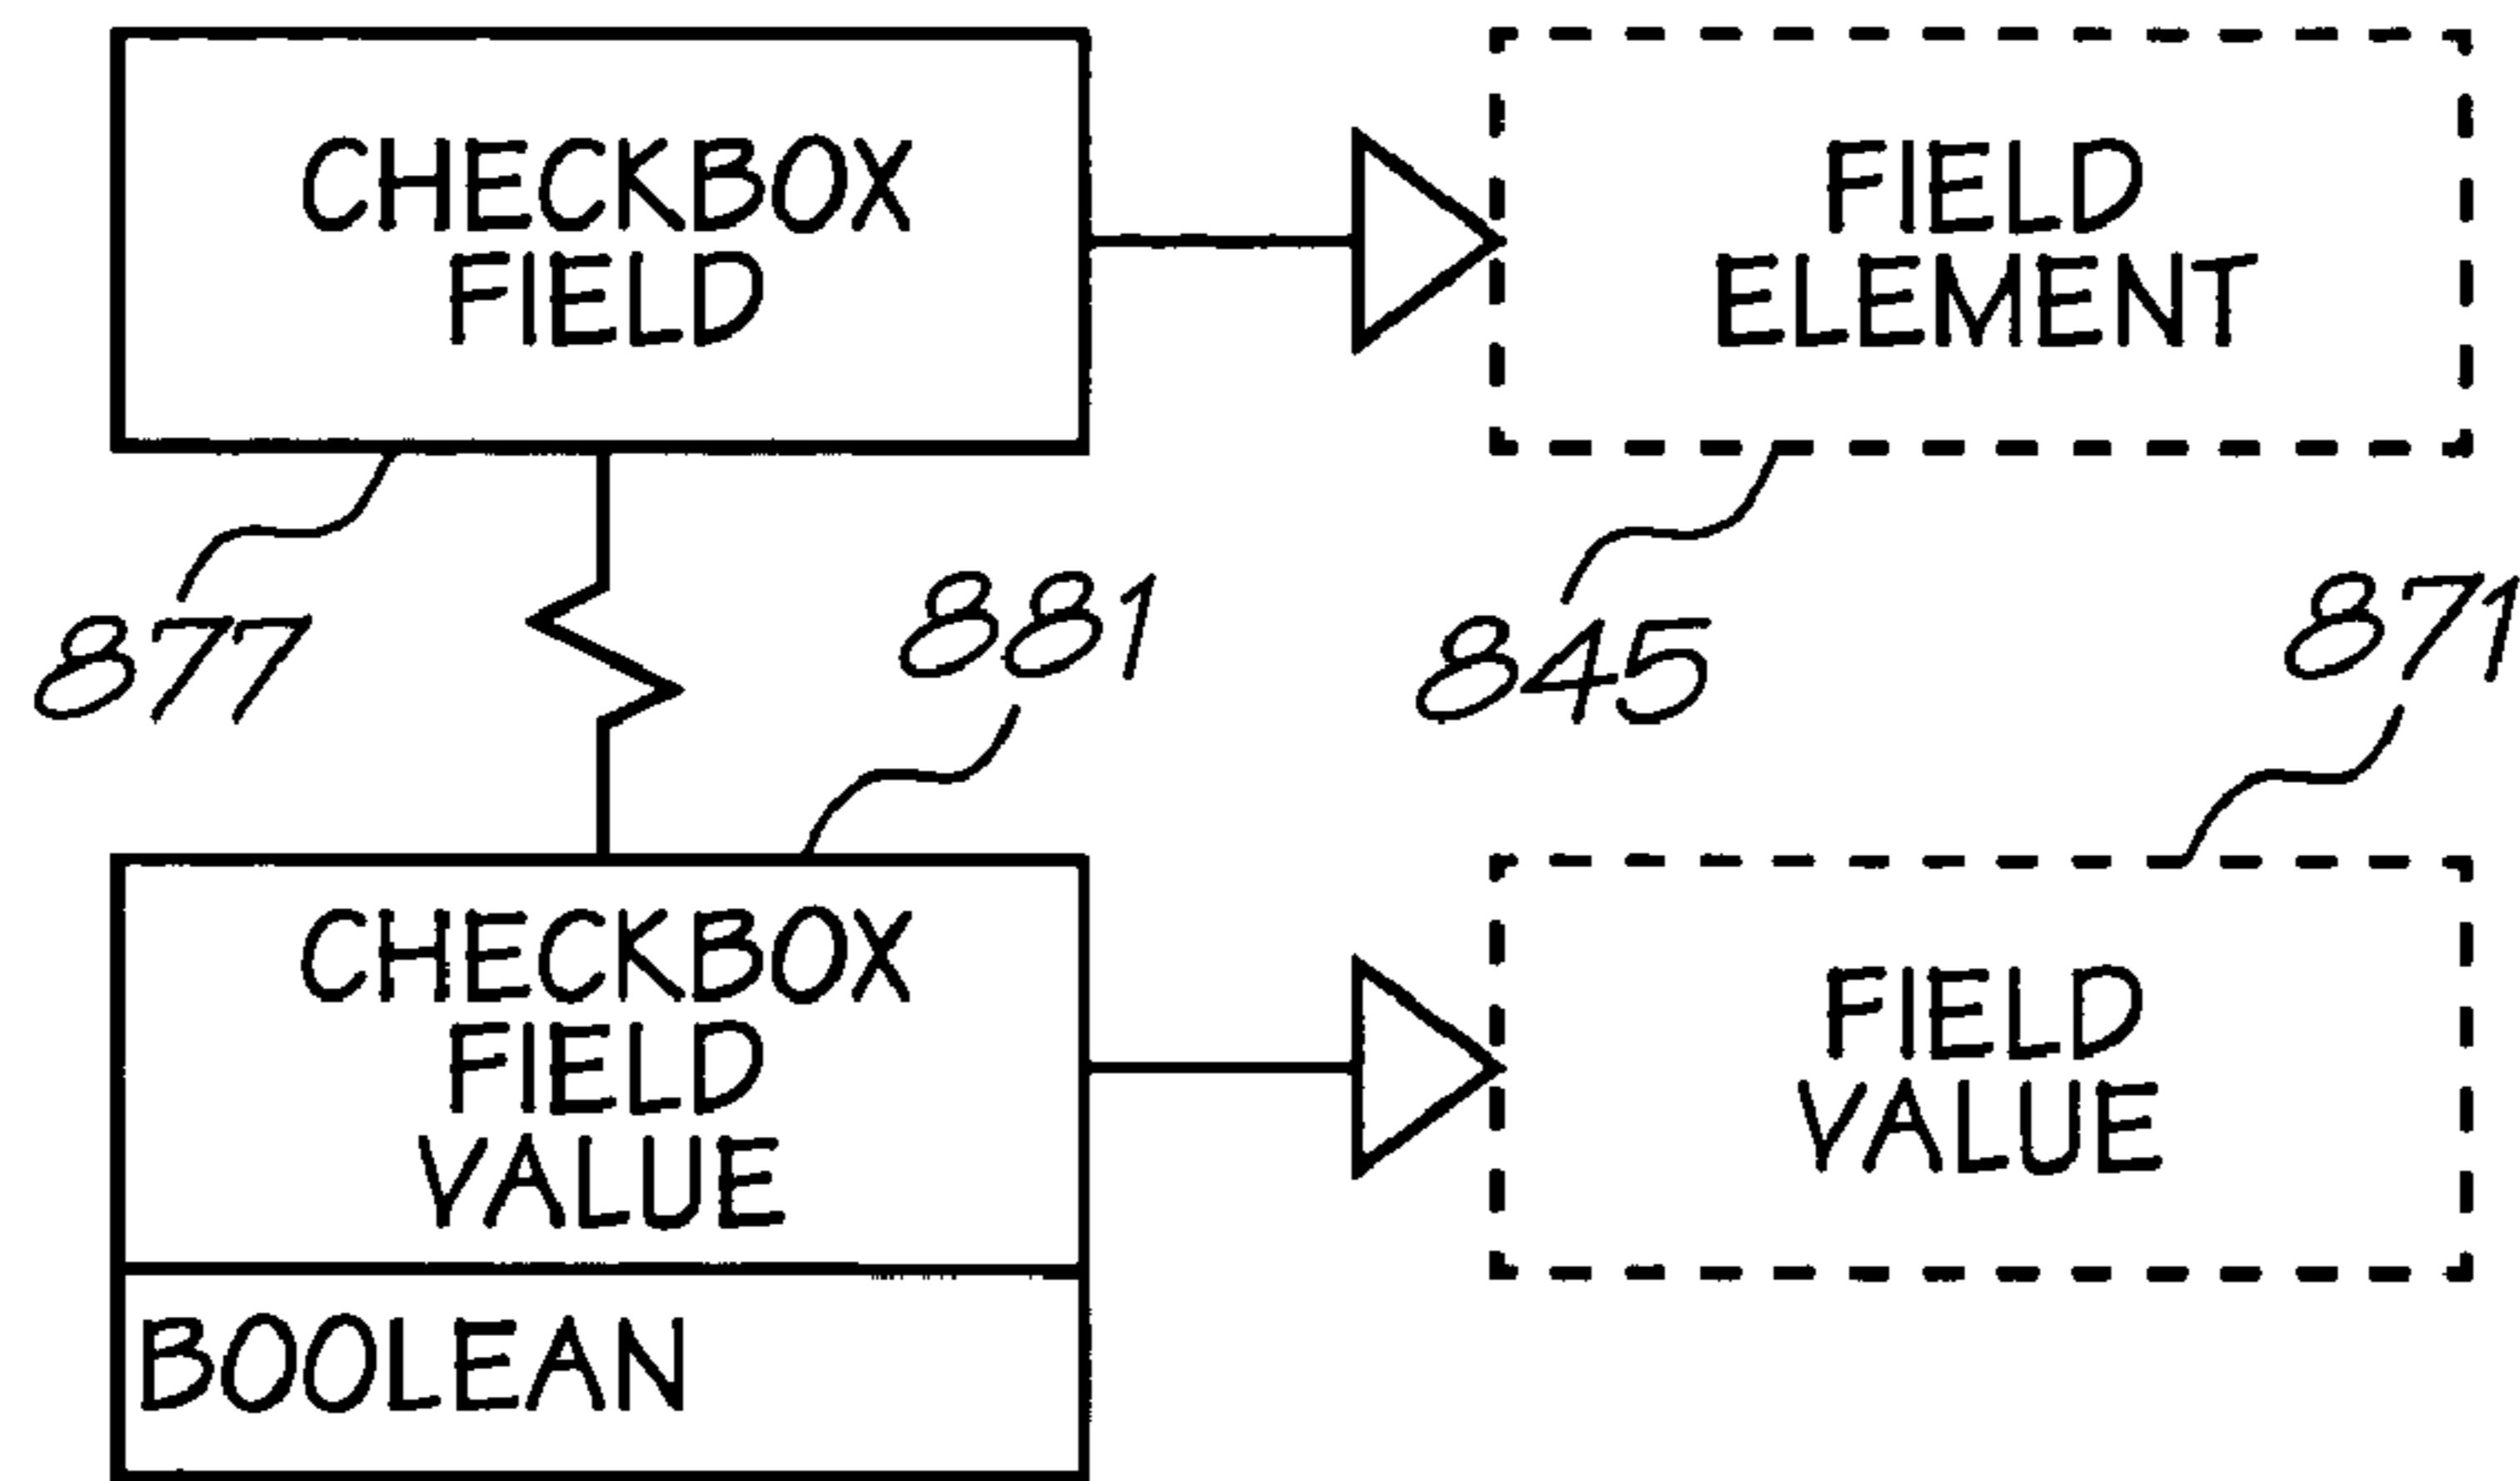 CHECKBOX
FIELD
FIELD
ELEMENT
877
881
845
871
CHECKBOX
FIELD
VALUE
FIELD
VALUE
BOOLEAN